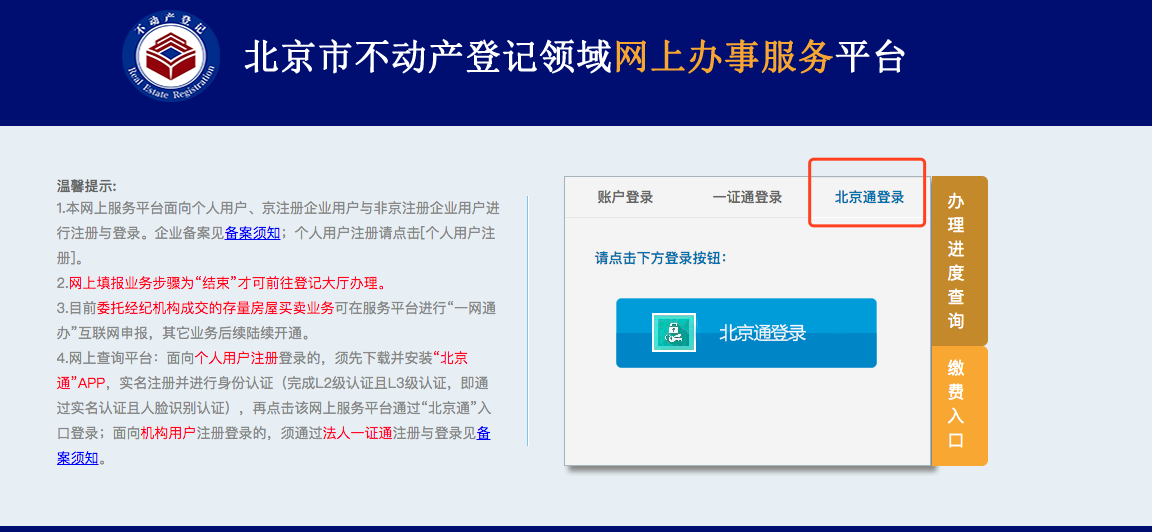 不动产登记
Real Estate Registration
北京市不动产登记领域网上办事服务平台
温馨提示:
1.本网上服务平台面向个人用户、京注册企业用户与非京注册企业用户进
行注册与登录。企业备案见备案须知；个人用户注册请点击[个人用户注
册]。
2.网上填报业务步骤为“结束”才可前往登记大厅办理。
3.目前委托经纪机构成交的存量房屋买卖业务可在服务平台进行“一网通
办”互联网申报，其它业务后续陆续开通。
4.网上查询平台：面向个人用户注册登录的，须先下载并安装“北京
通”APP，实名注册并进行身份认证（完成L2级认证且L3级认证，即通
过实名认证且人脸识别认证），再点击该网上服务平台通过“北京通”入
口登录；面向机构用户注册登录的，须通过法人一证通注册与登录见备
案须知。
账户登录
一证通登录
北京通登录
请点击下方登录按钮：
北京通登录
办理进度查询
缴费入口